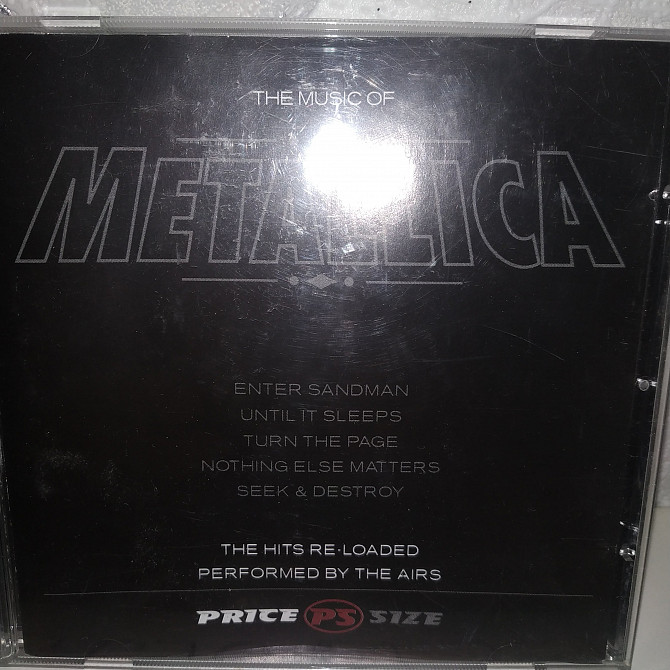 THE MUSIC OF
METALLICA
ENTER SANDMAN
UNTIL IT SLEEPS
TURN THE PAGE
NOTHING ELSE MATTERS
SEEK & DESTROY
THE HITS RE·LOADED
PERFORMED BY THE AIRS
PRICE PS SIZE